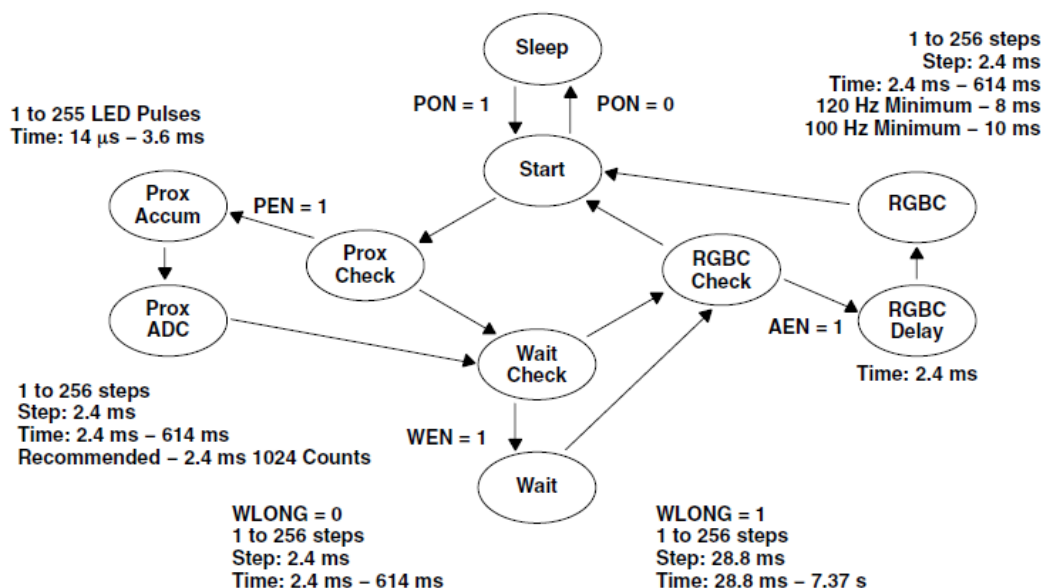 Sleep
1 to 256 steps
Step: 2.4 ms
Time: 2.4 ms – 614 ms
120 Hz Minimum – 8 ms
100 Hz Minimum – 10 ms
PON = 1
PON = 0
1 to 255 LED Pulses
Time: 14 μs – 3.6 ms
Start
Prox
Accum
PEN = 1
RGBC
Prox
Check
RGBC
Check
Prox
ADC
AEN = 1
RGBC
Delay
Wait
Check
Time: 2.4 ms
1 to 256 steps
Step: 2.4 ms
Time: 2.4 ms – 614 ms
Recommended – 2.4 ms 1024 Counts
WEN = 1
Wait
WLONG = 0
1 to 256 steps
Step: 2.4 ms
Time: 2.4 ms – 614 ms
WLONG = 1
1 to 256 steps
Step: 28.8 ms
Time: 28.8 ms – 7.37 s